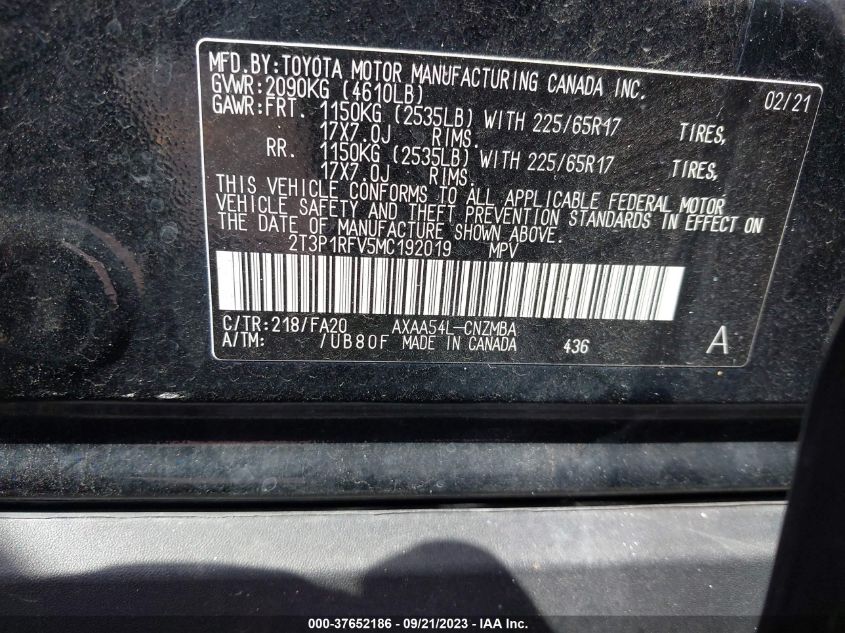 MFD.BY:TOYOTA MOTOR MANUFACTURING CANADA INC.
GVWR:2090KG (4610LB) 02/21
GAWR:FRT. 1150KG (2535LB) WITH 225/65R17 TIRES,
17X7.0J RIMS.
RR. 1150KG (2535LB) WITH 225/65R17 TIRES,
17X7.0J RIMS.
THIS VEHICLE CONFORMS TO ALL APPLICABLE FEDERAL MOTOR
VEHICLE SAFETY AND THEFT PREVENTION STANDARDS IN EFFECT ON
THE DATE OF MANUFACTURE SHOWN ABOVE.
2T3P1RFV5MC192019 MPV
C/TR:218/FA20 AXAA54L-CNZMBA
A/TM: /UB80F MADE IN CANADA 436 A
000-37652186 - 09/21/2023 - IAA Inc.